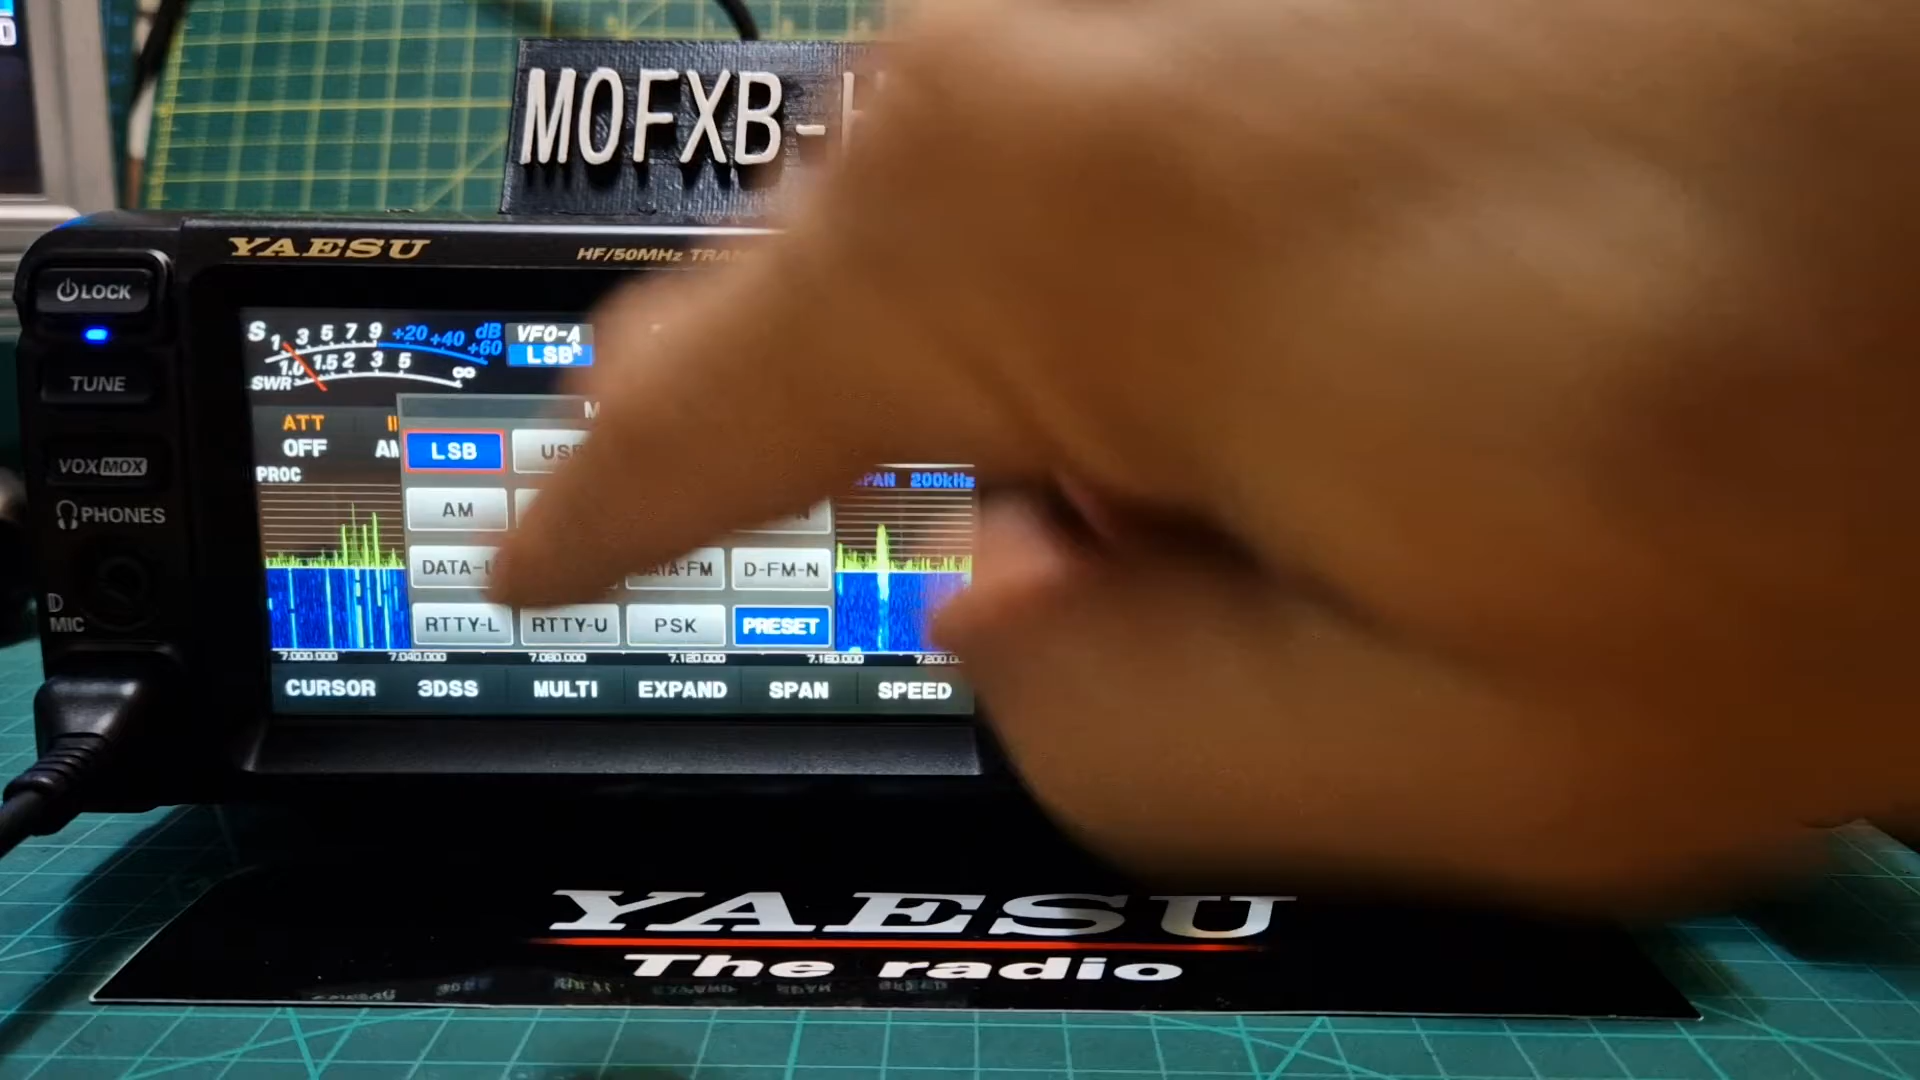 M0FXB-
YAESU
HF/50MHz
LOCK
TUNE
VOX MOX
PHONES
MIC
S 1 3 5 7 9 +20 +40 +60 dB
1.0 1.5 2 3 5 ∞
SWR
VFO-A
LSB
ATT
OFF
PROC
SPAN 200kHz
LSB
AM
DATA-FM D-FM-N
RTTY-L RTTY-U PSK PRESET
7.000.000 7.040.000 7.080.000 7.120.000 7.160.000
CURSOR 3DSS MULTI EXPAND SPAN SPEED
YAESU
The radio